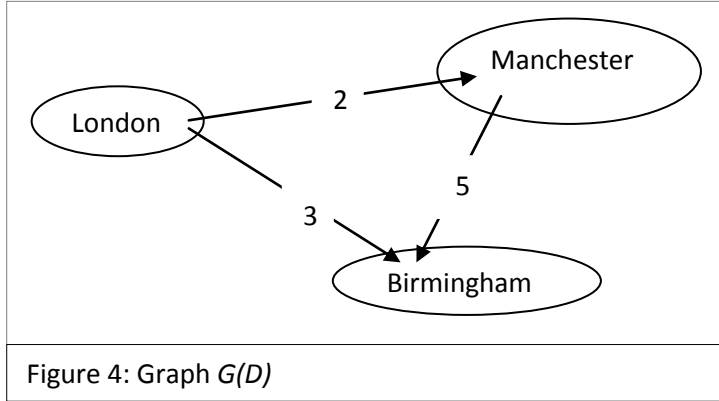 Manchester
2
London
5
3
Birmingham
Figure 4: Graph G(D)